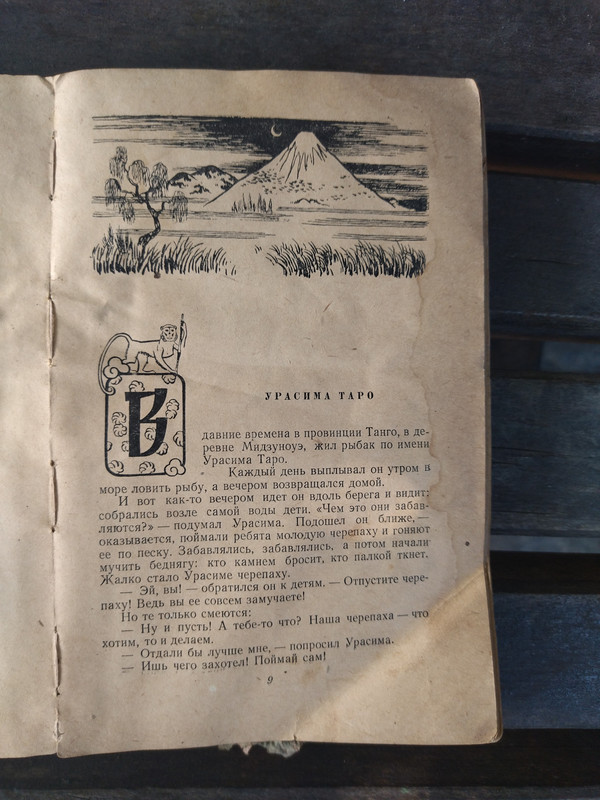 УРАСИМА ТАРО
В
давние времена в провинции Танго, в де-
ревне Мидзуноуэ, жил рыбак по имени
Урасима Таро.
Каждый день выплывал он утром в
море ловить рыбу, а вечером возвращался домой.
И вот как-то вечером идет он вдоль берега и видит:
собрались возле самой воды дети. «Чем это они забав-
ляются?» — подумал Урасима. Подошел он ближе, —
оказывается, поймали ребята молодую черепаху и гоняют
ее по песку. Забавлялись, забавлялись, а потом начали
мучить беднягу: кто камнем бросит, кто палкой ткнет.
Жалко стало Урасиме черепаху.
— Эй, вы! — обратился он к детям. — Отпустите чере-
паху! Ведь вы ее совсем замучаете!
Но те только смеются:
— Ну и пусть! А тебе-то что? Наша черепаха — что
хотим, то и делаем.
— Отдали бы лучше мне, — попросил Урасима.
— Ишь чего захотел! Поймай сам!
9